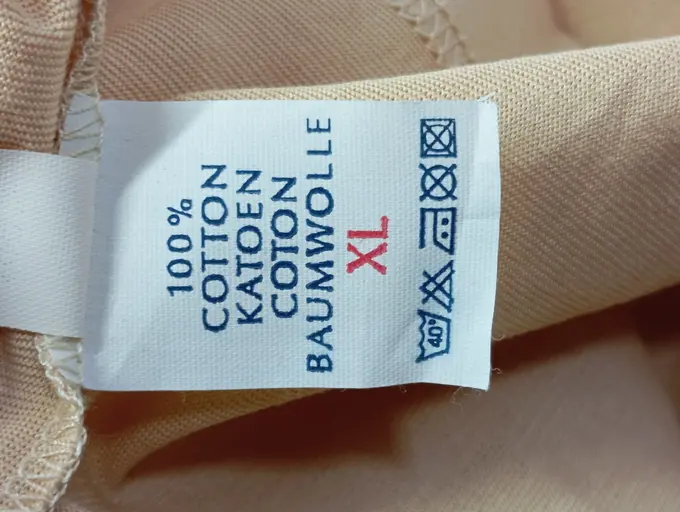 100%
COTTON
KATOEN
COTON
BAUMWOLLE
XL
40°